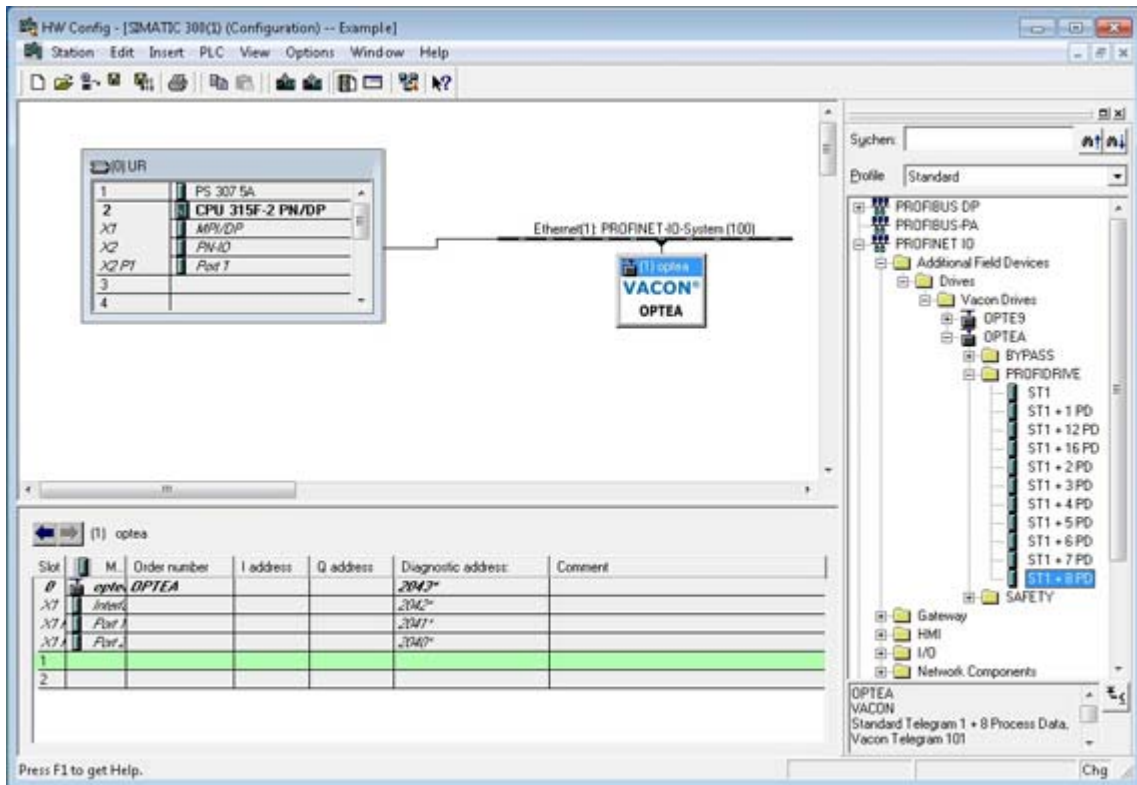 HW Config - [SIMATIC 300(1) (Configuration) -- Example]
Station Edit Insert PLC View Options Window Help
(0) UR
1 PS 307 5A
2 CPU 315F-2 PN/DP
X1 MPI/DP
X2 PN-IO
X2 P1 Port 1
3
4
Ethernet(1): PROFINET-IO-System (100)
(1) optea
VACON®
OPTEA
Suchen:
Profile Standard
PROFIBUS DP
PROFIBUS-PA
PROFINET IO
Additional Field Devices
Drives
Vacon Drives
OPTE9
OPTEA
BYPASS
PROFIDRIVE
ST1
ST1 + 1 PD
ST1 + 12 PD
ST1 + 16 PD
ST1 + 2 PD
ST1 + 3 PD
ST1 + 4 PD
ST1 + 5 PD
ST1 + 6 PD
ST1 + 7 PD
ST1 + 8 PD
SAFETY
Gateway
HMI
I/O
Network Components
OPTEA
VACON
Standard Telegram 1 + 8 Process Data,
Vacon Telegram 101
(1) optea
Slot M... Order number I address Q address Diagnostic address: Comment
0 optea OPTEA 2043*
X1 Interf 2042*
X1 Port 1 2041*
X1 Port 2040*
1
2
Press F1 to get Help.
Chg